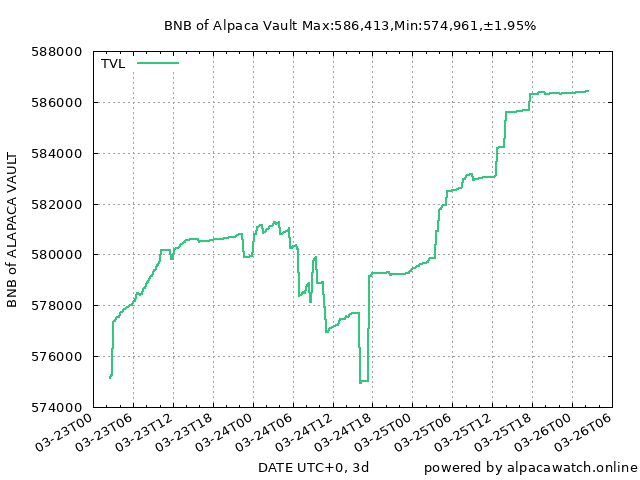 BNB of Alpaca Vault Max:586,413,Min:574,961,±1.95%
TVL
588000
586000
584000
582000
580000
578000
576000
574000
BNB of ALAPACA VAULT
03-23T00
03-23T06
03-23T12
03-23T18
03-24T00
03-24T06
03-24T12
03-24T18
03-25T00
03-25T06
03-25T12
03-25T18
03-26T00
03-26T06
DATE UTC+0, 3d
powered by alpacawatch.online